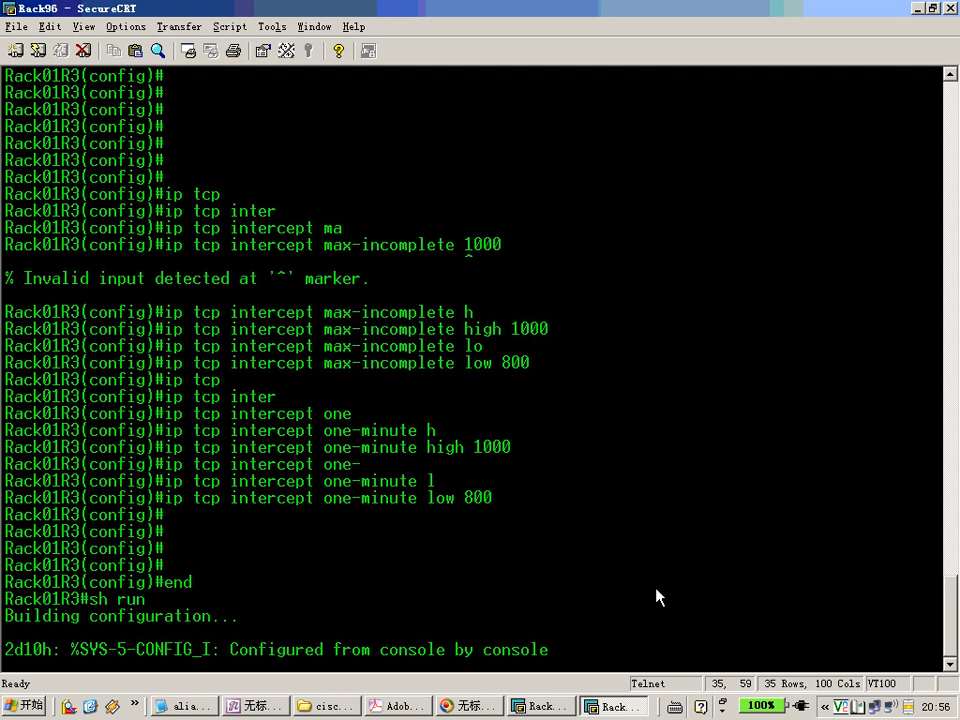 Rack96 - SecureCRT
File Edit View Options Transfer Script Tools Window Help
Rack01R3(config)#
Rack01R3(config)#
Rack01R3(config)#
Rack01R3(config)#
Rack01R3(config)#
Rack01R3(config)#
Rack01R3(config)#
Rack01R3(config)#ip tcp
Rack01R3(config)#ip tcp inter
Rack01R3(config)#ip tcp intercept ma
Rack01R3(config)#ip tcp intercept max-incomplete 1000
^
% Invalid input detected at '^' marker.
Rack01R3(config)#ip tcp intercept max-incomplete h
Rack01R3(config)#ip tcp intercept max-incomplete high 1000
Rack01R3(config)#ip tcp intercept max-incomplete lo
Rack01R3(config)#ip tcp intercept max-incomplete low 800
Rack01R3(config)#ip tcp
Rack01R3(config)#ip tcp inter
Rack01R3(config)#ip tcp intercept one
Rack01R3(config)#ip tcp intercept one-minute h
Rack01R3(config)#ip tcp intercept one-minute high 1000
Rack01R3(config)#ip tcp intercept one-
Rack01R3(config)#ip tcp intercept one-minute l
Rack01R3(config)#ip tcp intercept one-minute low 800
Rack01R3(config)#
Rack01R3(config)#
Rack01R3(config)#
Rack01R3(config)#
Rack01R3(config)#end
Rack01R3#sh run
Building configuration...
2d10h: %SYS-5-CONFIG_I: Configured from console by console
Ready Telnet 35, 59 35 Rows, 100 Cols VT100
开始 » alia... 无标... cisc... Adob... 无标... Rack... Rack... 100% « 20:56